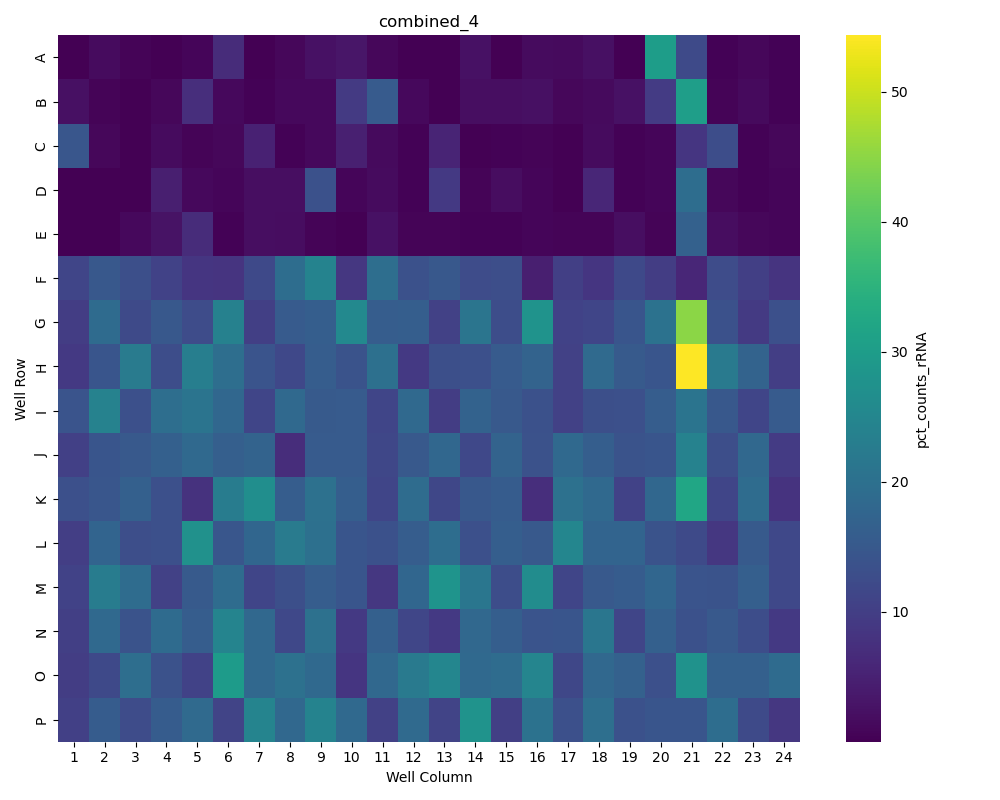 combined_4
Well Row
A
B
C
D
E
F
G
H
I
J
K
L
M
N
O
P
1 2 3 4 5 6 7 8 9 10 11 12 13 14 15 16 17 18 19 20 21 22 23 24
Well Column
50
40
30
20
10
pct_counts_rRNA